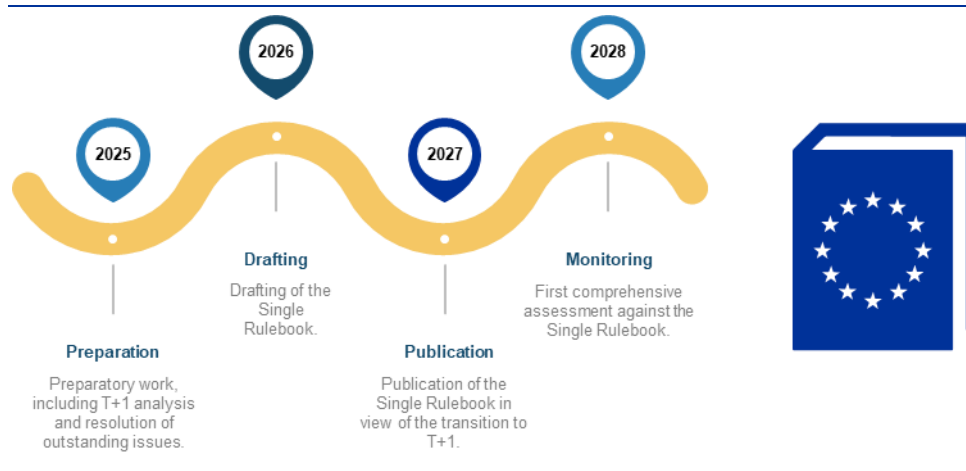 2025
Preparation
Preparatory work,
including T+1 analysis
and resolution of
outstanding issues.
2026
Drafting
Drafting of the
Single
Rulebook.
2027
Publication
Publication of the
Single Rulebook in
view of the transition to
T+1.
2028
Monitoring
First comprehensive
assessment against the
Single Rulebook.